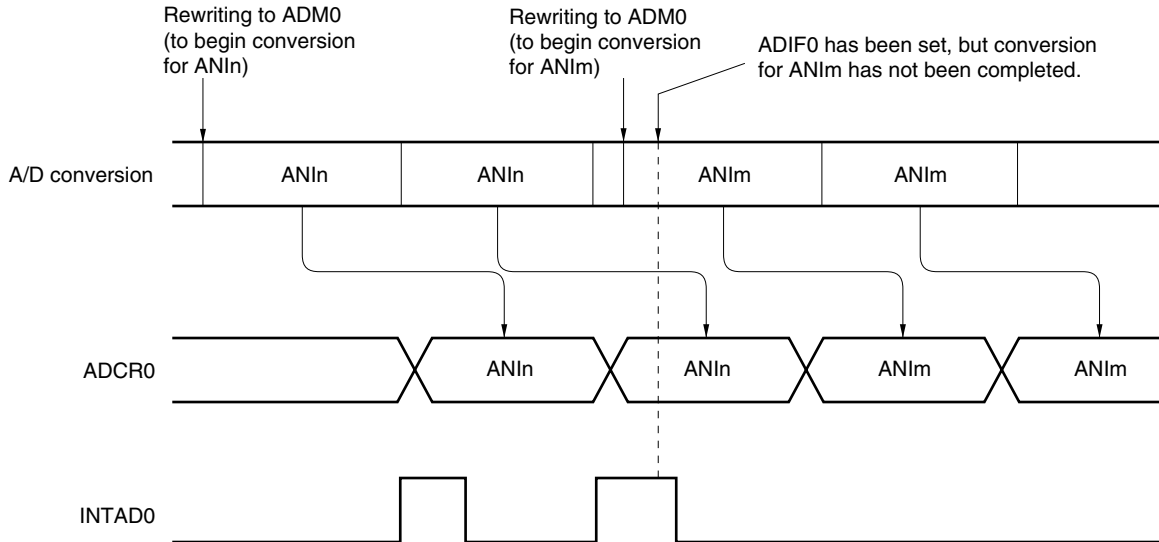 Rewriting to ADM0
(to begin conversion
for ANIn)
Rewriting to ADM0
(to begin conversion
for ANIm)
ADIF0 has been set, but conversion
for ANIm has not been completed.
A/D conversion
ANIn
ANIn
ANIm
ANIm
ADCR0
ANIn
ANIn
ANIm
ANIm
INTAD0